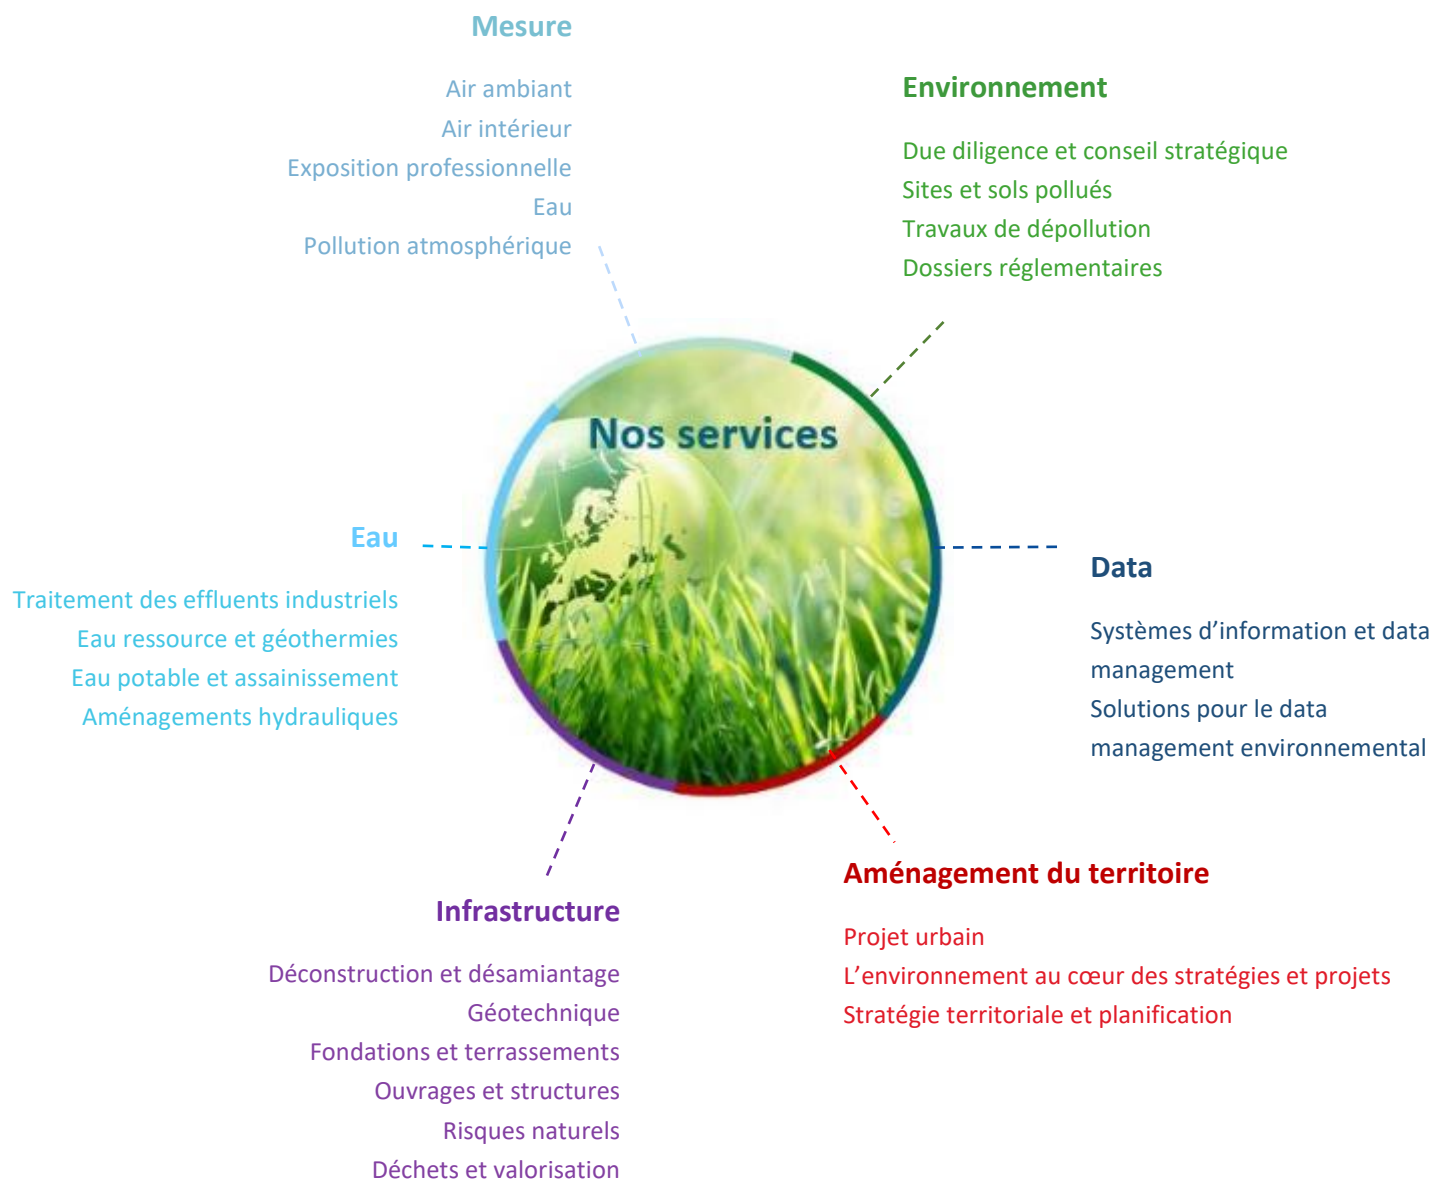 Mesure
Air ambiant
Air intérieur
Exposition professionnelle
Eau
Pollution atmosphérique
Environnement
Due diligence et conseil stratégique
Sites et sols pollués
Travaux de dépollution
Dossiers réglementaires
Nos services
Eau
Traitement des effluents industriels
Eau ressource et géothermies
Eau potable et assainissement
Aménagements hydrauliques
Data
Systèmes d’information et data
management
Solutions pour le data
management environnemental
Infrastructure
Déconstruction et désamiantage
Géotechnique
Fondations et terrassements
Ouvrages et structures
Risques naturels
Déchets et valorisation
Aménagement du territoire
Projet urbain
L’environnement au cœur des stratégies et projets
Stratégie territoriale et planification